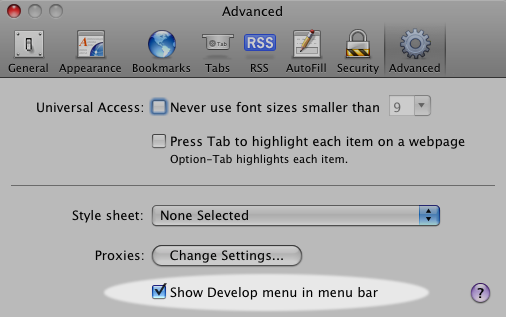 Advanced
General Appearance Bookmarks Tabs RSS AutoFill Security Advanced
Tab
RSS
Universal Access: Never use font sizes smaller than 9
Press Tab to highlight each item on a webpage
Option-Tab highlights each item.
Style sheet: None Selected
Proxies: Change Settings...
Show Develop menu in menu bar ?